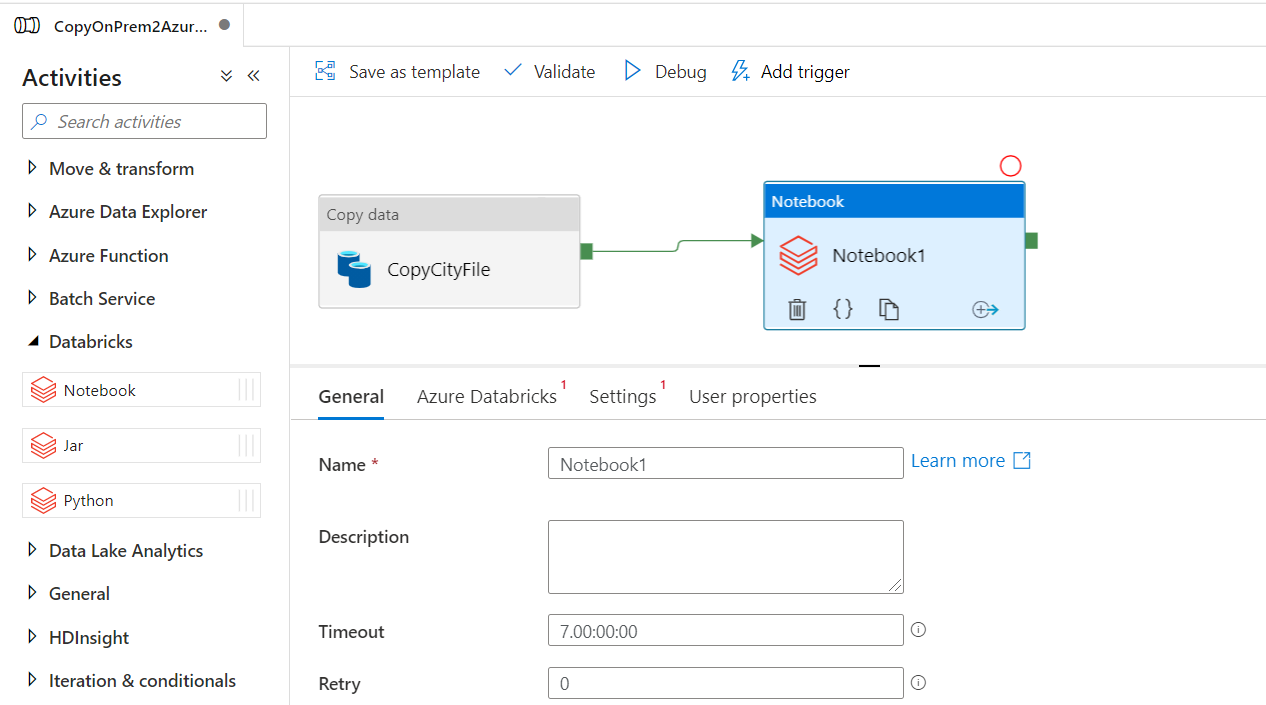 CopyOnPrem2Azur...
Activities
Search activities
Move & transform
Azure Data Explorer
Azure Function
Batch Service
Databricks
Notebook
Jar
Python
Data Lake Analytics
General
HDInsight
Iteration & conditionals
Save as template
Validate
Debug
Add trigger
Copy data
CopyCityFile
Notebook
Notebook1
{}
General
Azure Databricks 1
Settings 1
User properties
Name *
Notebook1
Learn more
Description
Timeout
7.00:00:00
Retry
0